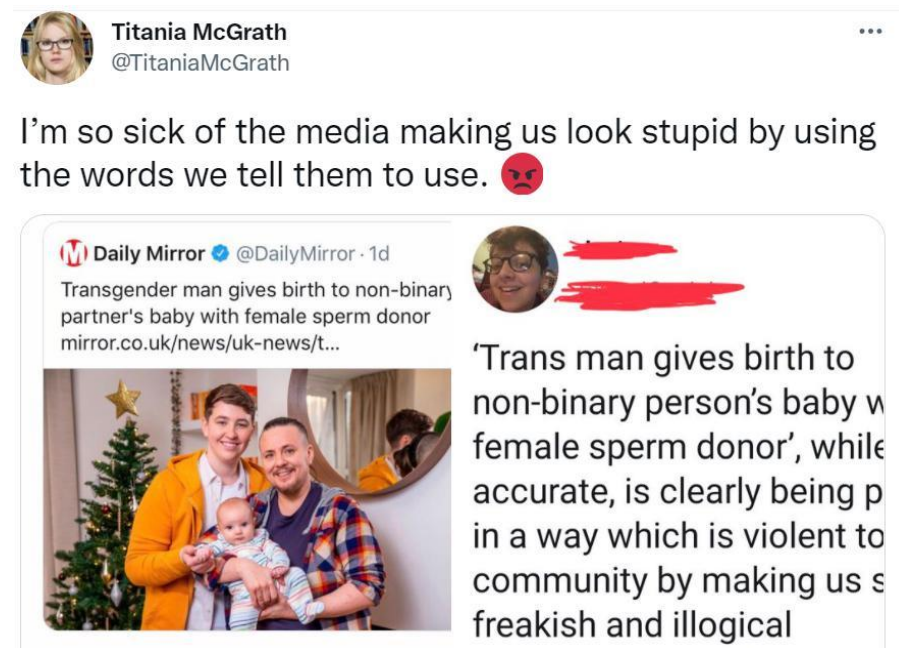 Titania McGrath
@TitaniaMcGrath
I'm so sick of the media making us look stupid by using
the words we tell them to use.
Daily Mirror @DailyMirror · 1d
Transgender man gives birth to non-binary
partner's baby with female sperm donor
mirror.co.uk/news/uk-news/t...
‘Trans man gives birth to
non-binary person's baby w
female sperm donor’, while
accurate, is clearly being p
in a way which is violent to
community by making us s
freakish and illogical